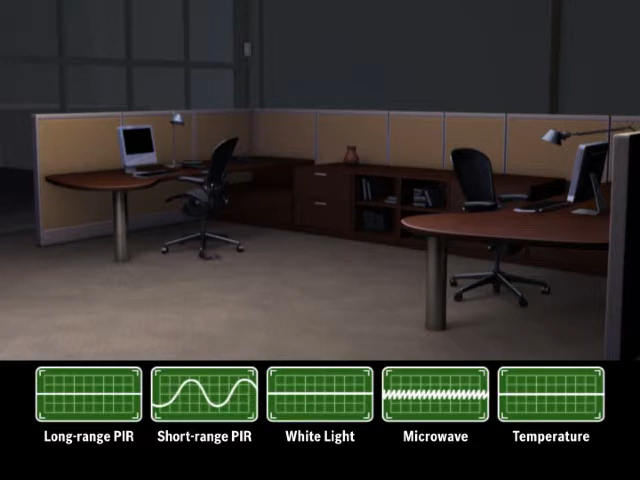 Long-range PIR
Short-range PIR
White Light
Microwave
Temperature